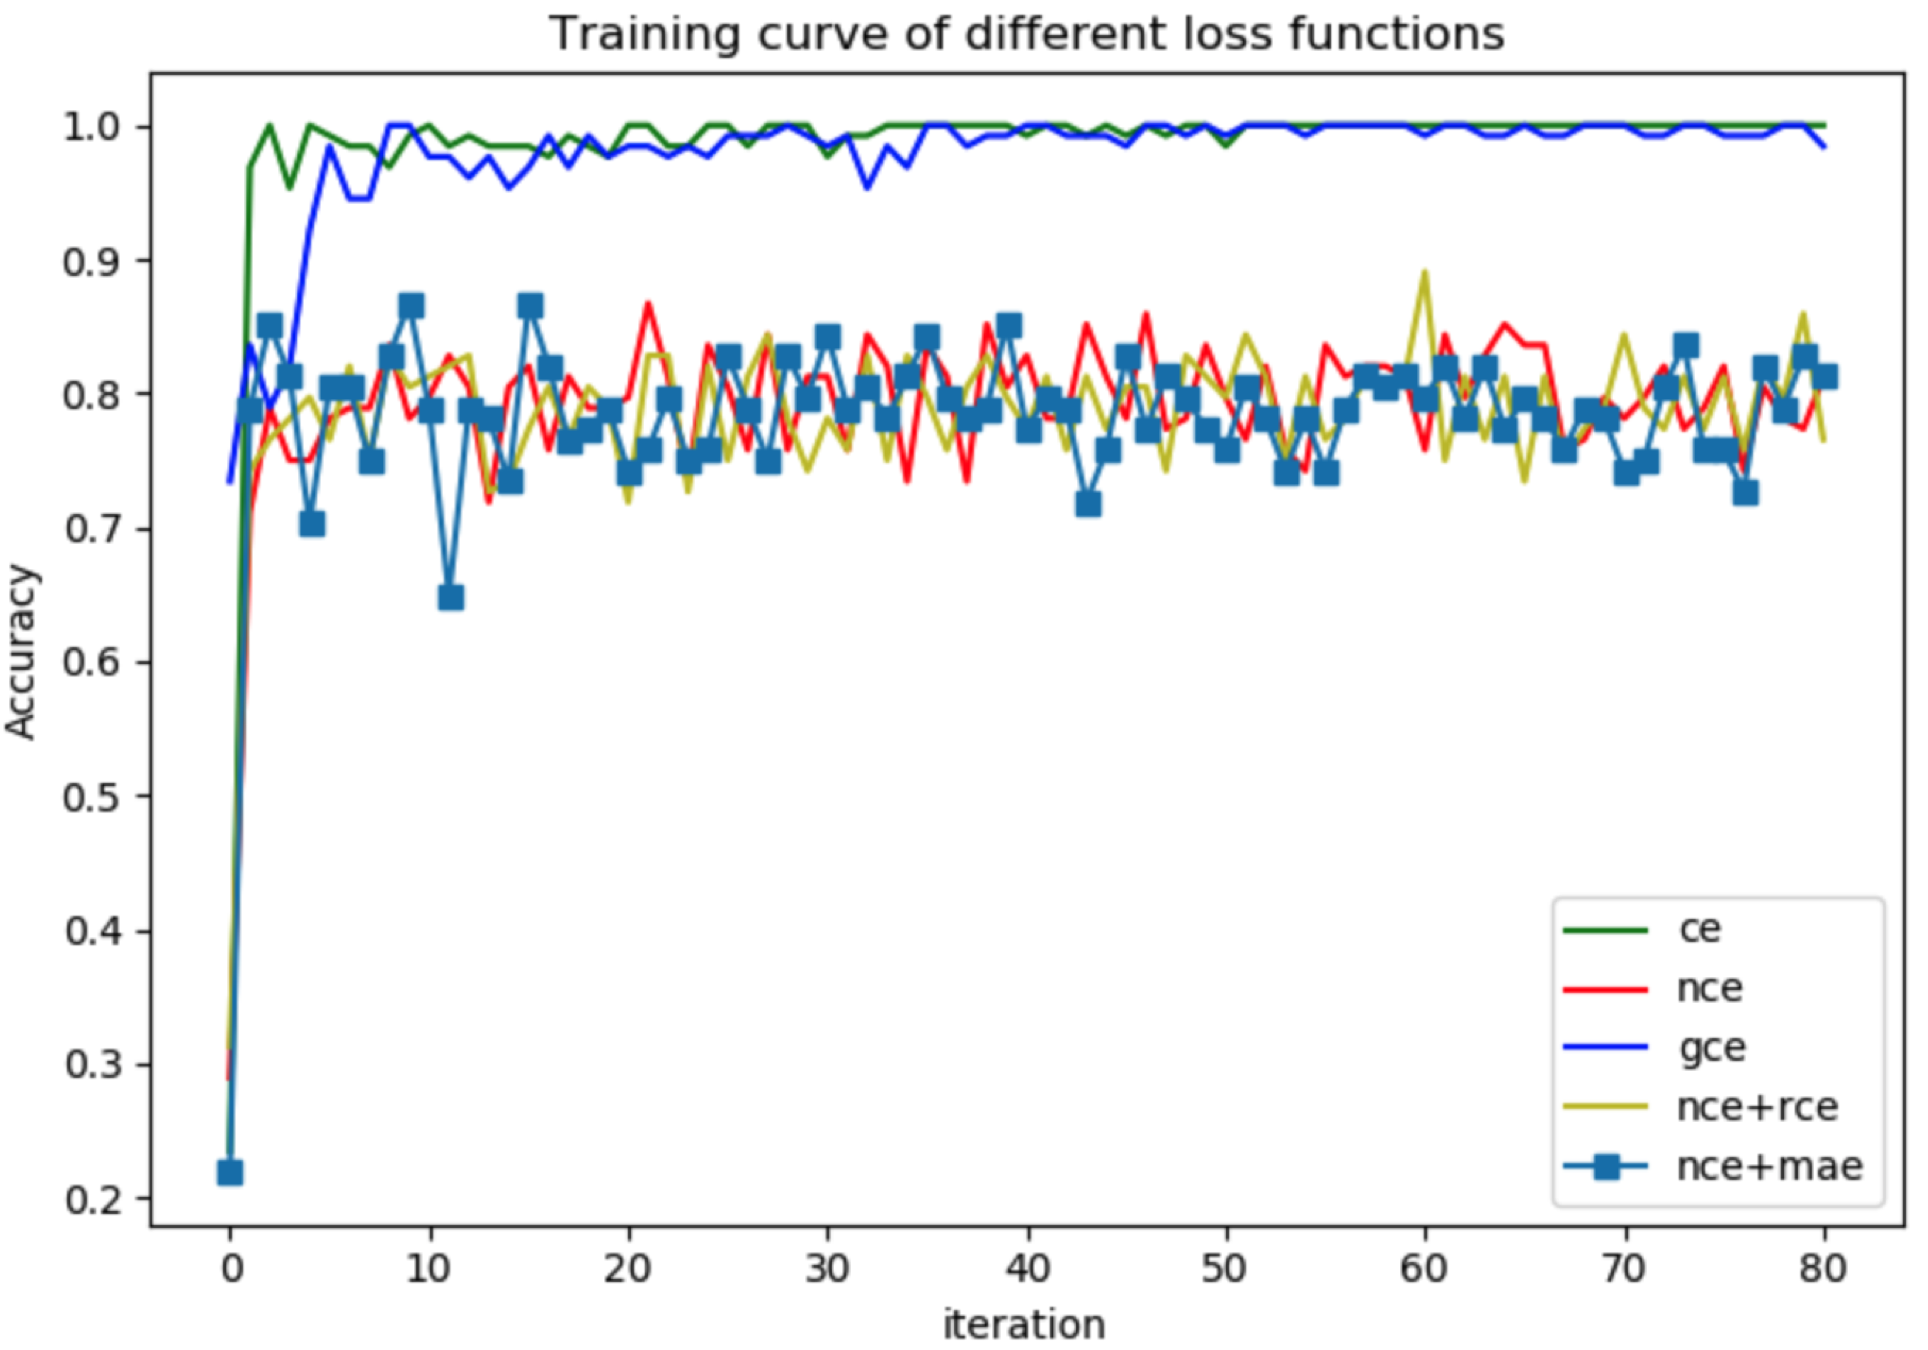 Training curve of different loss functions
1.0
0.9
0.8
0.7
0.6
0.5
0.4
0.3
0.2
Accuracy
0 10 20 30 40 50 60 70 80
iteration
ce
nce
gce
nce+rce
nce+mae